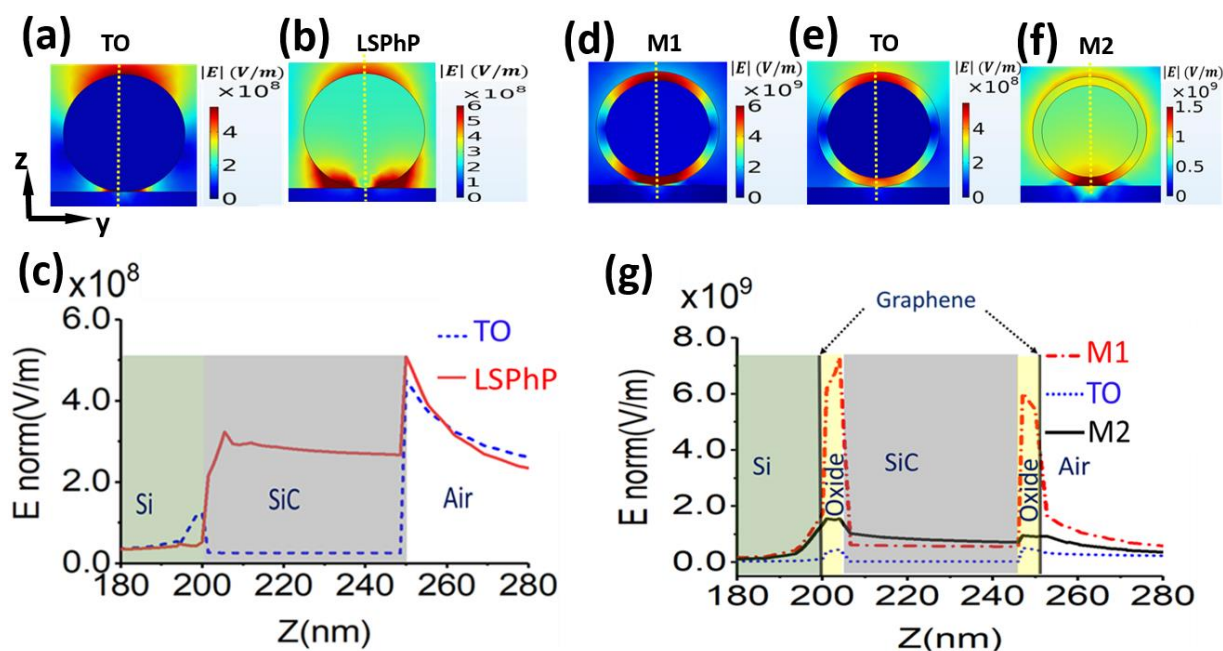 (a) TO
(b) LSPhP
(d) M1
(e) TO
(f) M2
|E| (V/m)
× 10⁸
4
2
0
|E| (V/m)
× 10⁸
6
5
4
3
2
1
0
|E| (V/m)
× 10⁹
6
4
2
0
|E| (V/m)
×10⁸
4
2
0
|E| (V/m)
× 10⁹
1.5
1
0.5
0
z
y
(c)
x10⁸
E norm(V/m)
6.0
4.0
2.0
0.0
TO
LSPhP
Si
SiC
Air
180 200 220 240 260 280
Z(nm)
(g)
x10⁹
Graphene
E norm(V/m)
8.0
6.0
4.0
2.0
0.0
M1
TO
M2
Si
Oxide
SiC
Oxide
Air
180 200 220 240 260 280
Z(nm)